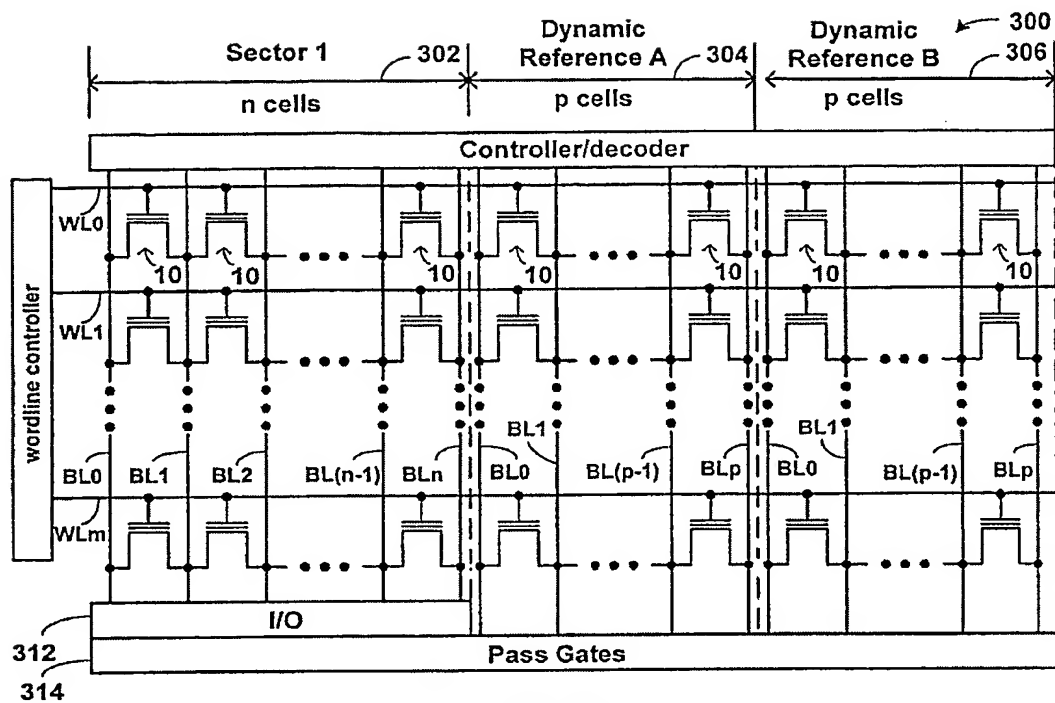 Sector 1
Dynamic
Reference A
Dynamic
Reference B
300
302
304
306
n cells
p cells
p cells
Controller/decoder
wordline controller
WL0
10
10
10
10
10
10
10
WL1
BL0
BL1
BL2
BL(n-1)
BLn
BL0
BL1
BL(p-1)
BLp
BL0
BL1
BL(p-1)
BLp
WLm
I/O
312
Pass Gates
314